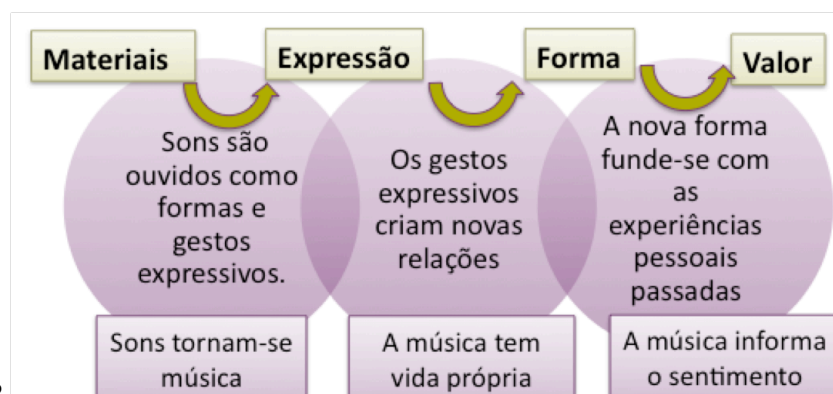 Materiais
Expressão
Forma
Valor
Sons são
ouvidos como
formas e
gestos
expressivos.
Os gestos
expressivos
criam novas
relações
A nova forma
funde-se com
as
experiências
pessoais
passadas
Sons tornam-se
música
A música tem
vida própria
A música informa
o sentimento